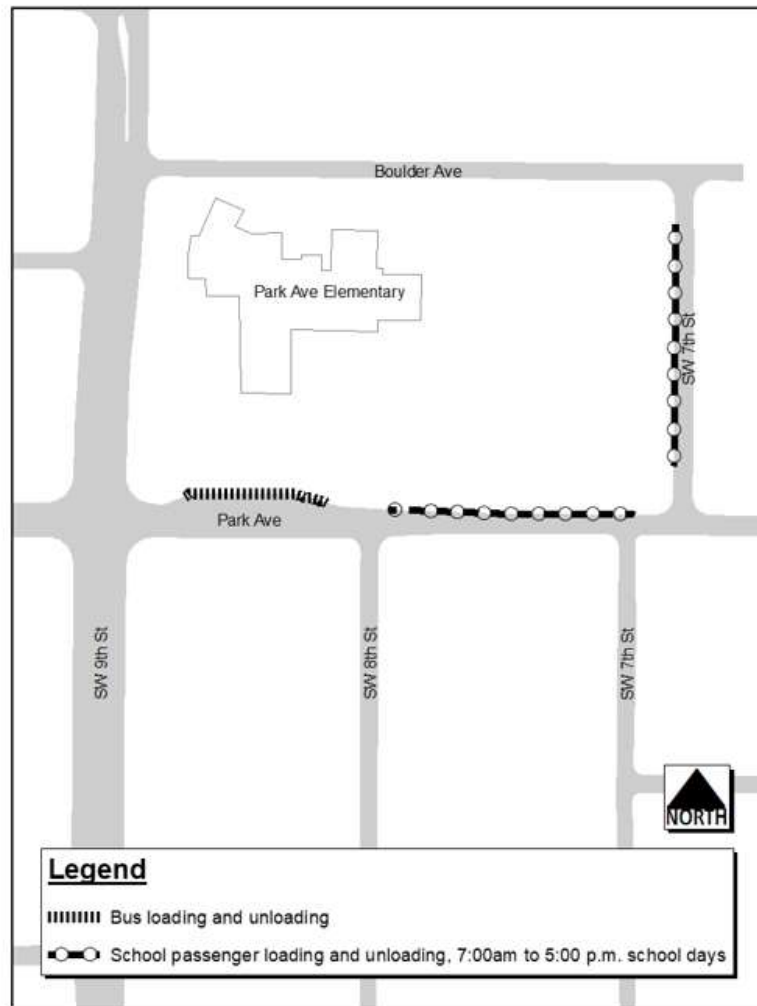 Boulder Ave
Park Ave Elementary
SW 7th St
Park Ave
SW 9th St
SW 8th St
SW 7th St
NORTH
Legend
Bus loading and unloading
School passenger loading and unloading, 7:00am to 5:00 p.m. school days